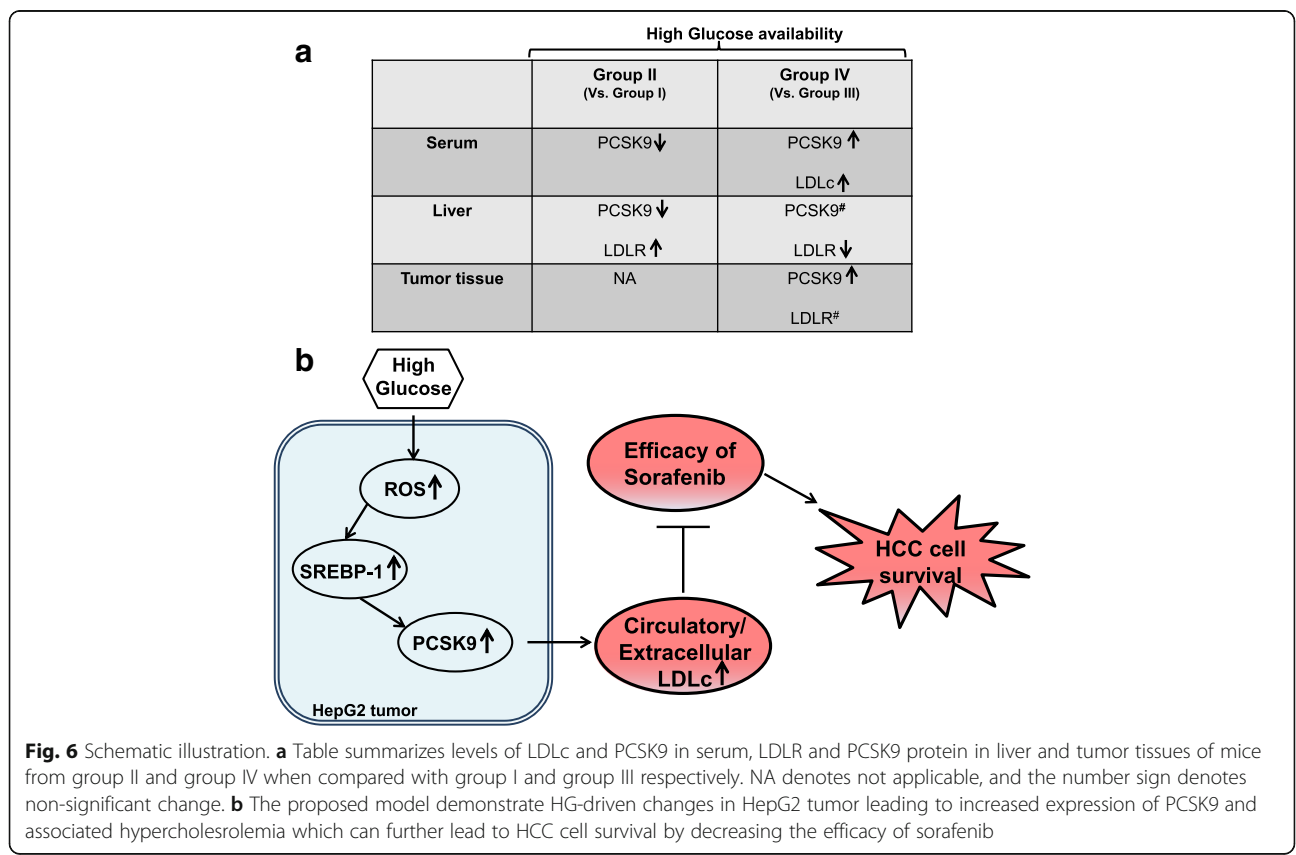 a
High Glucose availability
Group II
(Vs. Group I)
Group IV
(Vs. Group III)
Serum
PCSK9↓
PCSK9↑
LDLc↑
Liver
PCSK9↓
LDLR↑
PCSK9#
LDLR↓
Tumor tissue
NA
PCSK9↑
LDLR#
b
High
Glucose
ROS↑
SREBP-1↑
PCSK9↑
HepG2 tumor
Efficacy of
Sorafenib
Circulatory/
Extracellular
LDLc↑
HCC cell
survival
Fig. 6 Schematic illustration. a Table summarizes levels of LDLc and PCSK9 in serum, LDLR and PCSK9 protein in liver and tumor tissues of mice
from group II and group IV when compared with group I and group III respectively. NA denotes not applicable, and the number sign denotes
non-significant change. b The proposed model demonstrate HG-driven changes in HepG2 tumor leading to increased expression of PCSK9 and
associated hypercholesrolemia which can further lead to HCC cell survival by decreasing the efficacy of sorafenib